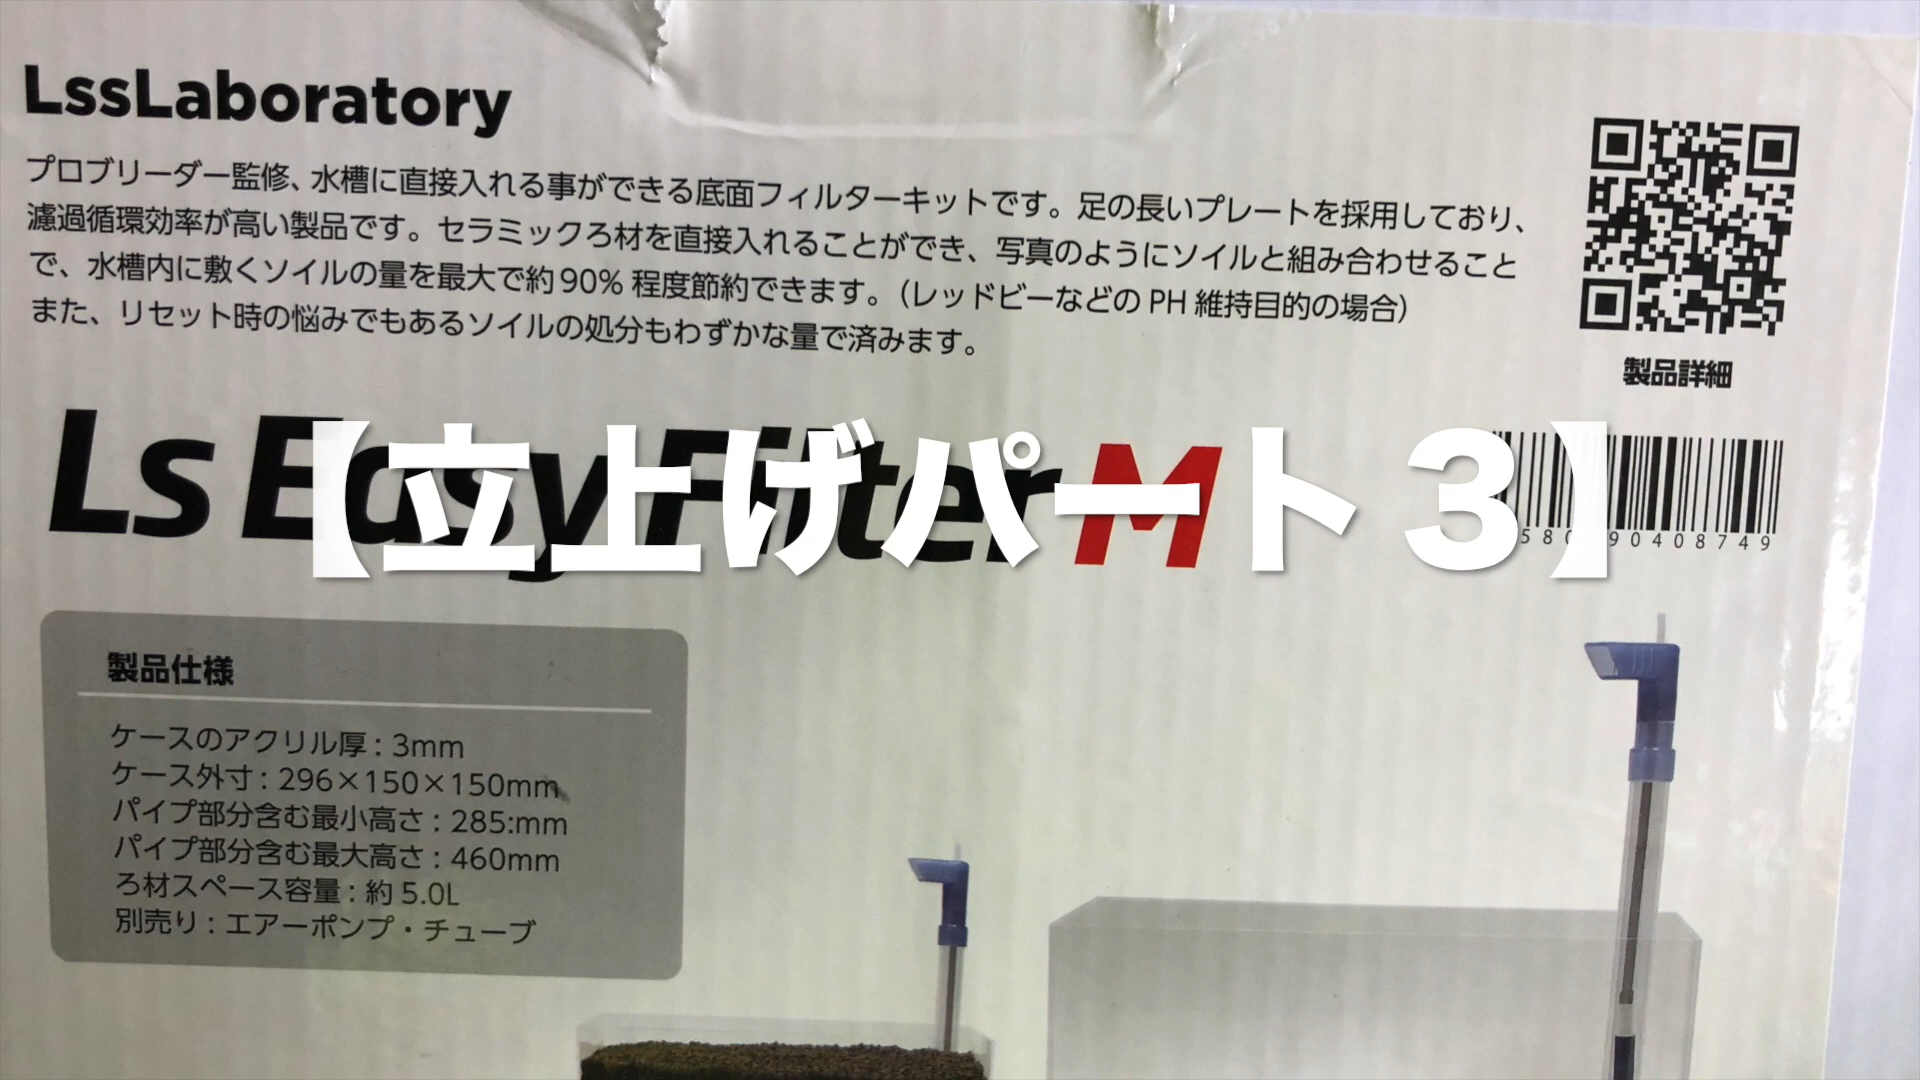 LssLaboratory
プロブリーダー監修、水槽に直接入れる事ができる底面フィルターキットです。足の長いプレートを採用しており、
濾過循環効率が高い製品です。セラミックろ材を直接入れることができ、写真のようにソイルと組み合わせること
で、水槽内に敷くソイルの量を最大で約90% 程度節約できます。（レッドビーなどの PH 維持目的の場合）
また、リセット時の悩みでもあるソイルの処分もわずかな量で済みます。
製品詳細
Ls Easy Filter M
【立上げパート３】
製品仕様
ケースのアクリル厚 : 3mm
ケース外寸 : 296×150×150mm
パイプ部分含む最小高さ : 285:mm
パイプ部分含む最大高さ : 460mm
ろ材スペース容量 : 約 5.0L
別売り : エアーポンプ・チューブ